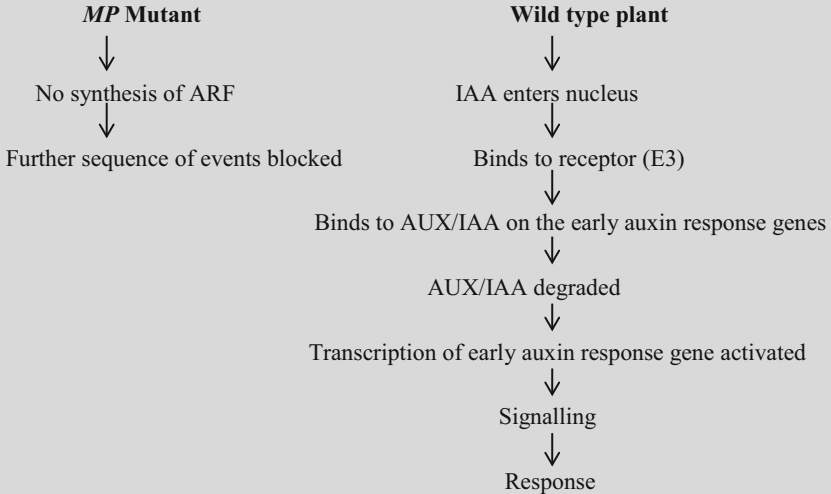 MP Mutant
No synthesis of ARF
Further sequence of events blocked
Wild type plant
IAA enters nucleus
Binds to receptor (E3)
Binds to AUX/IAA on the early auxin response genes
AUX/IAA degraded
Transcription of early auxin response gene activated
Signalling
Response